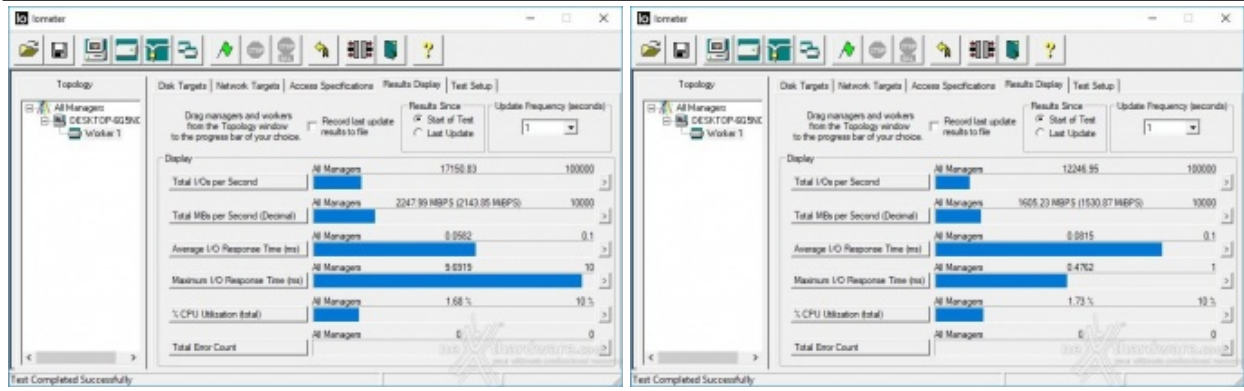 Iometer
Topology
All Managers
Worker 1
Disk Targets
Network Targets
Access Specifications
Results Display
Test Setup
Drag managers and workers
from the Topology window
to the progress bar of your choice.
Record last update
results to file
Results Since
Start of Test
Last Update
Update Frequency (seconds)
1
Display
All Managers 17150.83 100000
Total I/Os per Second
All Managers 2247.99 MBPS (2143.85 MiBPS) 10000
Total MBs per Second (Decimal)
All Managers 0.0582 0.1
Average I/O Response Time (ms)
All Managers 10
Maximum I/O Response Time (ms)
All Managers 1.68 % 10 %
% CPU Utilization (total)
All Managers 0 0
Total Error Count
Test Completed Successfully
Iometer
Topology
All Managers
Worker 1
Disk Targets
Network Targets
Access Specifications
Results Display
Test Setup
Drag managers and workers
from the Topology window
to the progress bar of your choice.
Record last update
results to file
Results Since
Start of Test
Last Update
Update Frequency (seconds)
1
Display
All Managers 12246.95 100000
Total I/Os per Second
All Managers 1605.23 MBPS (1530.87 MiBPS) 10000
Total MBs per Second (Decimal)
All Managers 0.0815 0.1
Average I/O Response Time (ms)
All Managers 0.4762 1
Maximum I/O Response Time (ms)
All Managers 1.73 % 10 %
% CPU Utilization (total)
All Managers 0 0
Total Error Count
Test Completed Successfully